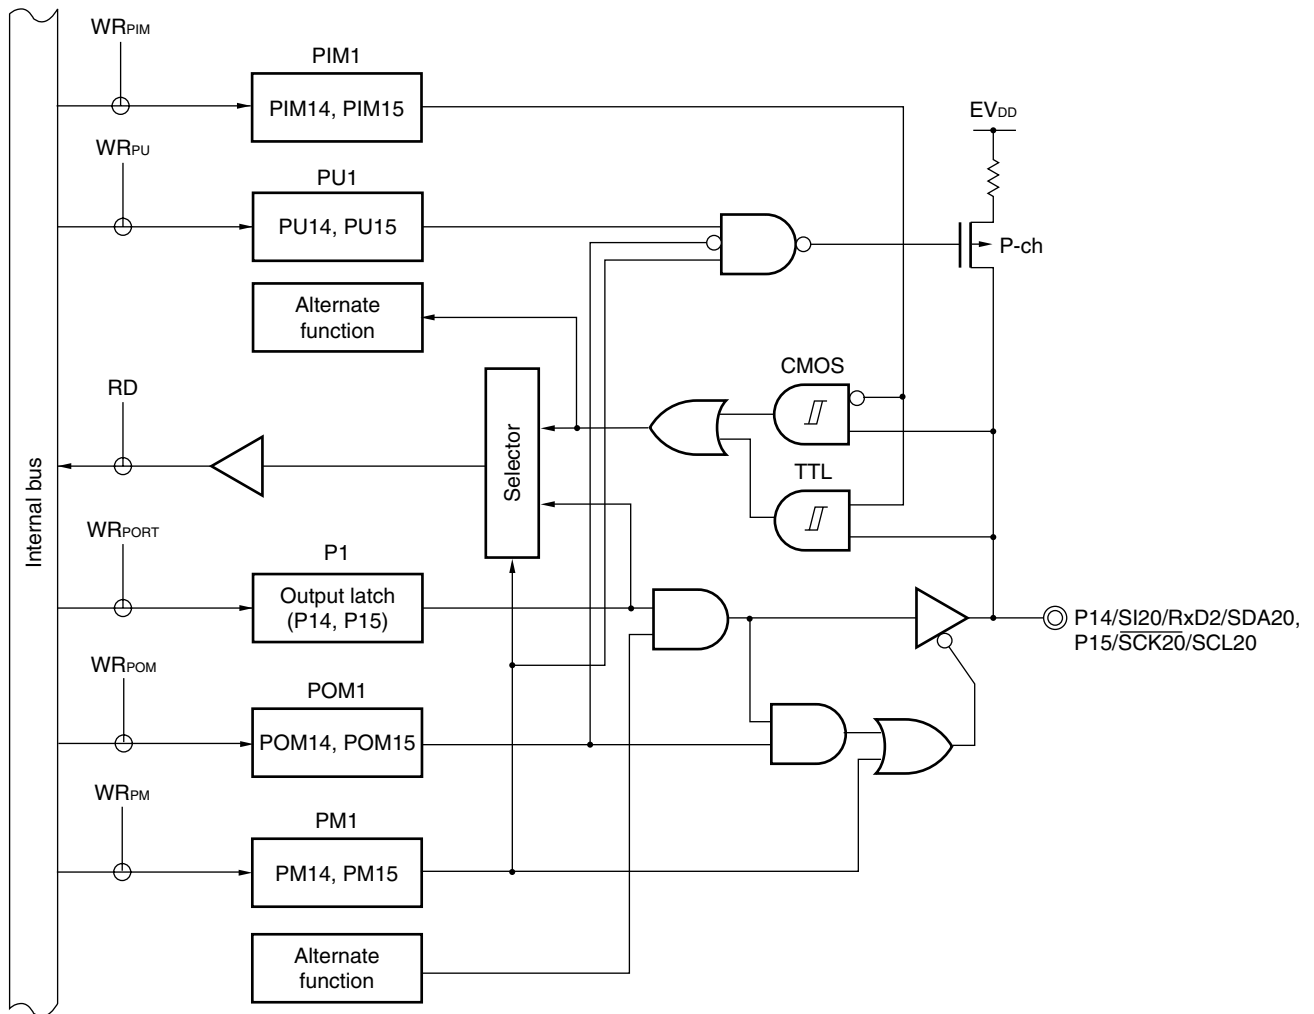 WRPIM
PIM1
PIM14, PIM15
EVDD
WRPU
PU1
PU14, PU15
P-ch
Alternate
function
CMOS
RD
Selector
TTL
Internal bus
WRPORT
P1
Output latch
(P14, P15)
P14/SI20/RxD2/SDA20,
P15/SCK20/SCL20
WRPOM
POM1
POM14, POM15
WRPM
PM1
PM14, PM15
Alternate
function